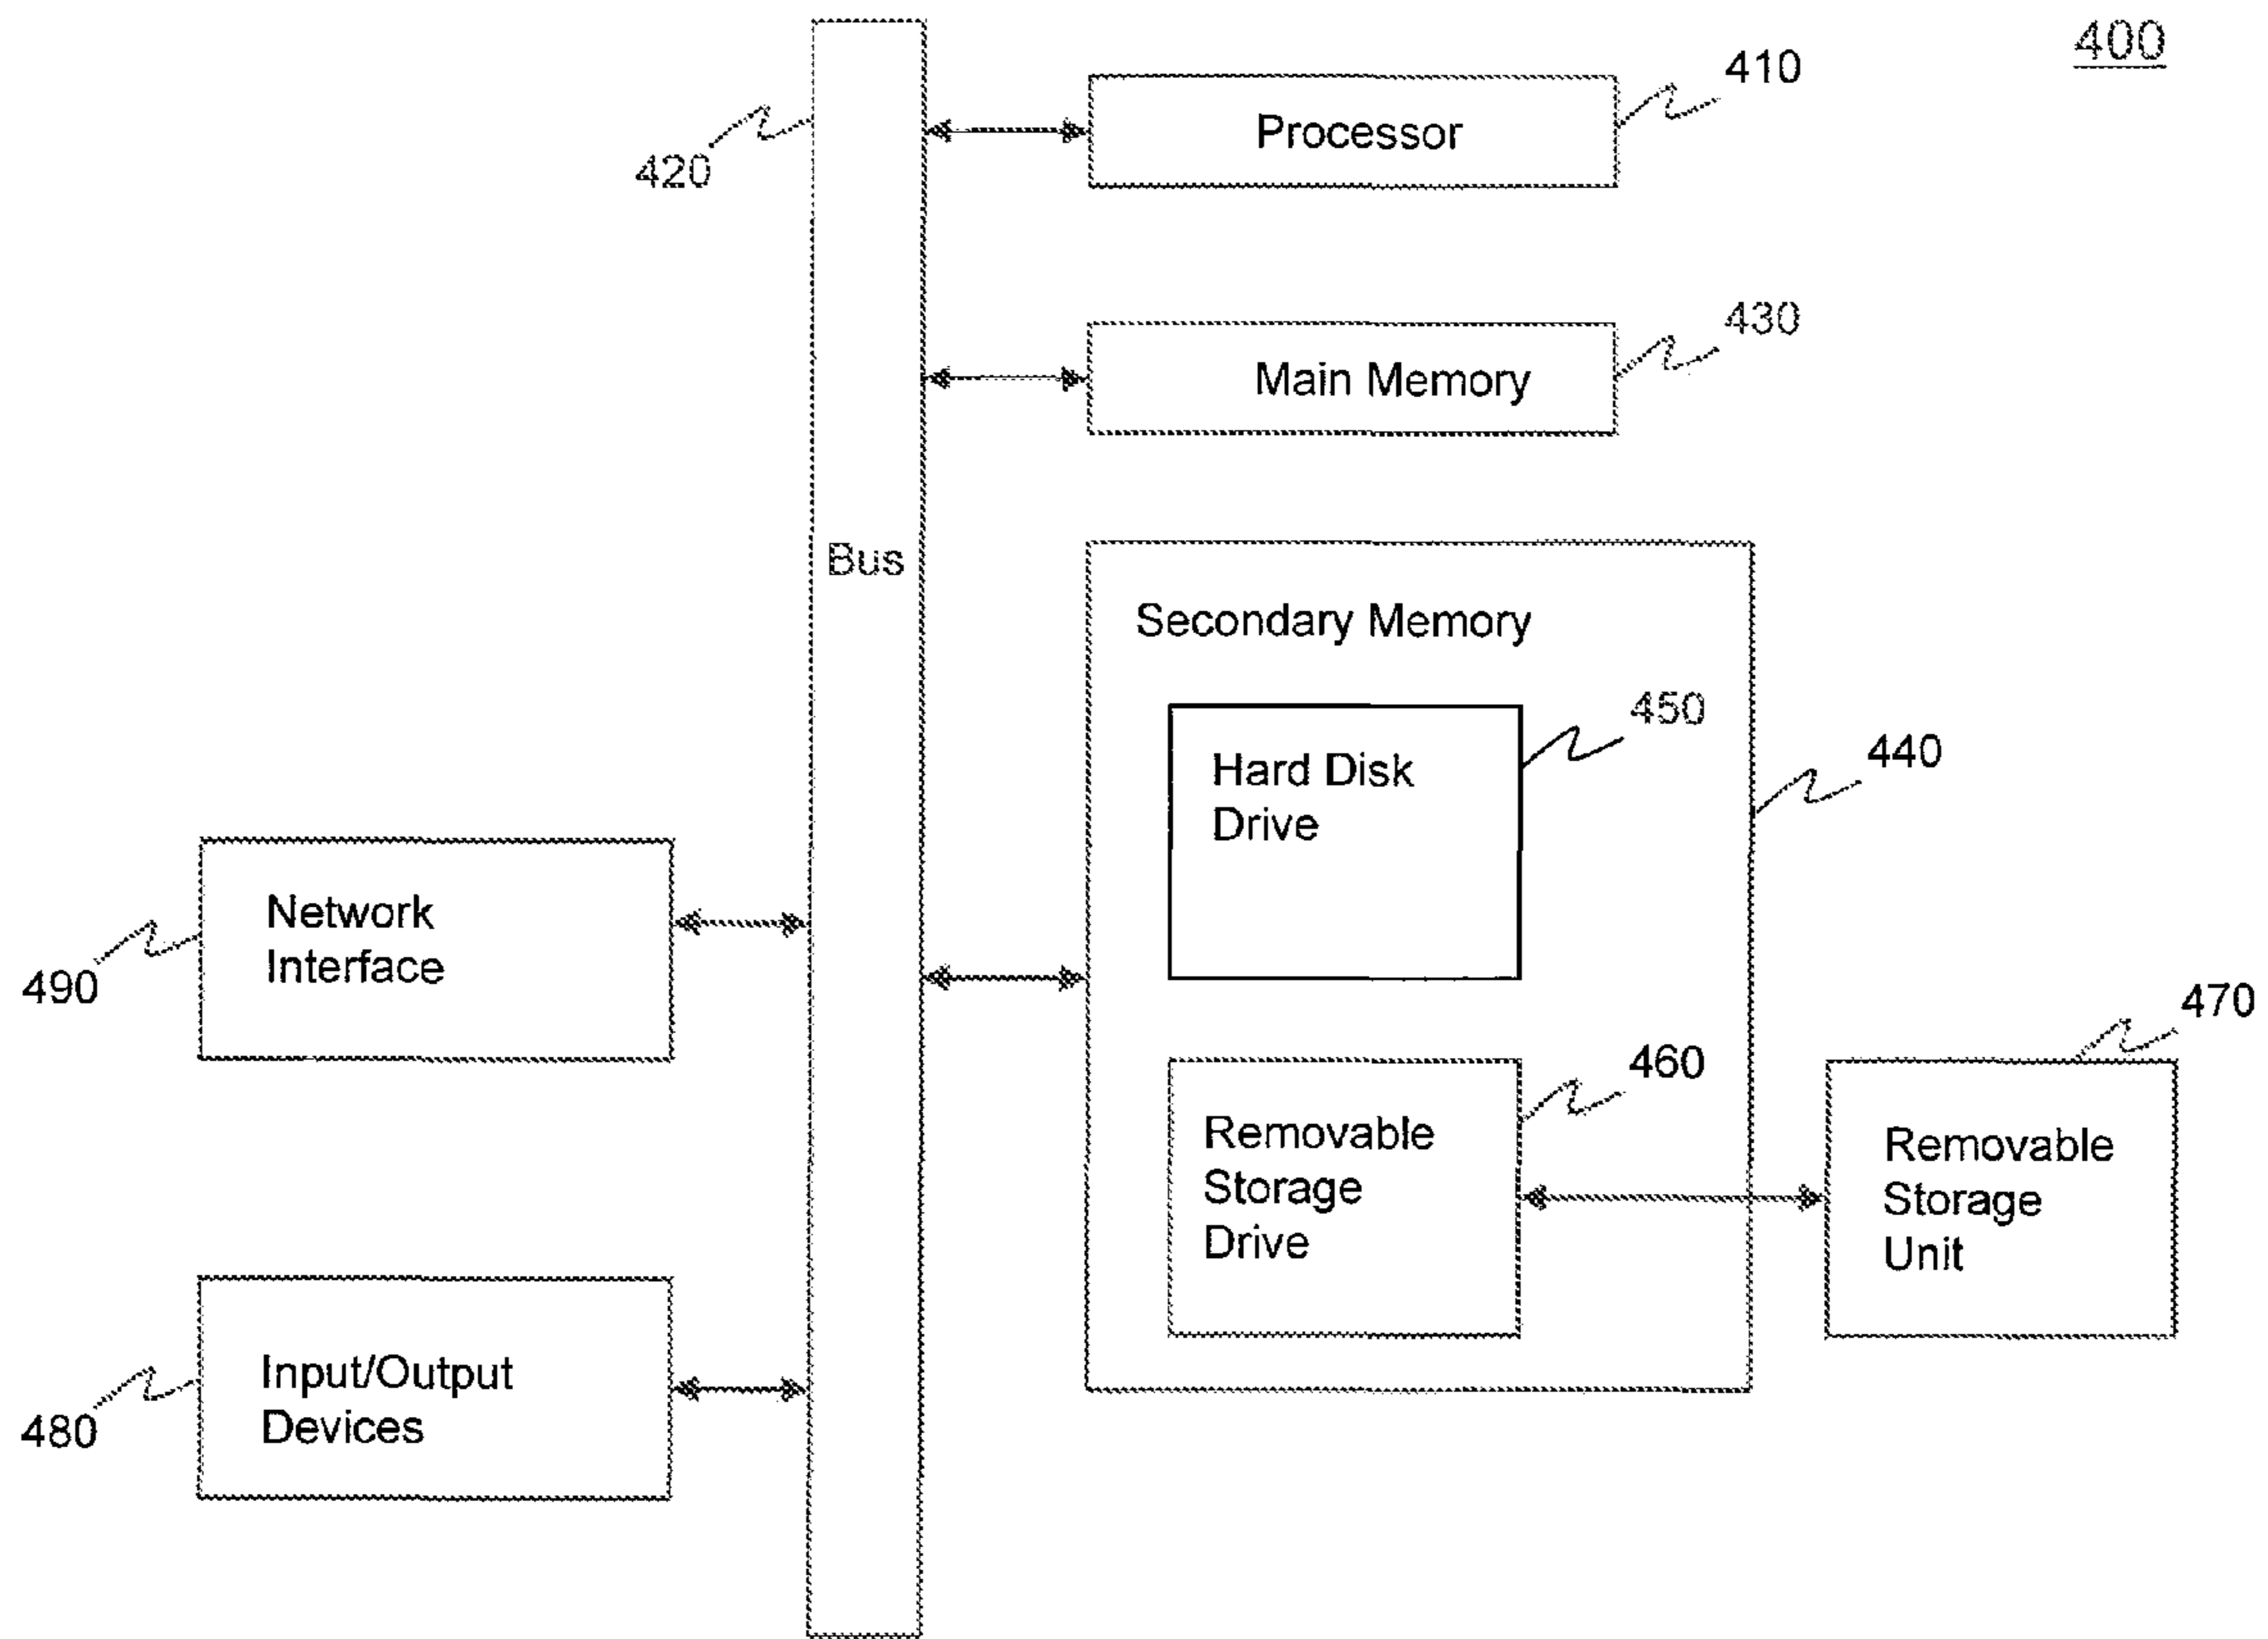 400
410
Processor
420
430
Main Memory
Bus
Secondary Memory
450
Hard Disk
Drive
440
Network
Interface
490
470
460
Removable
Storage
Drive
Removable
Storage
Unit
Input/Output
Devices
480